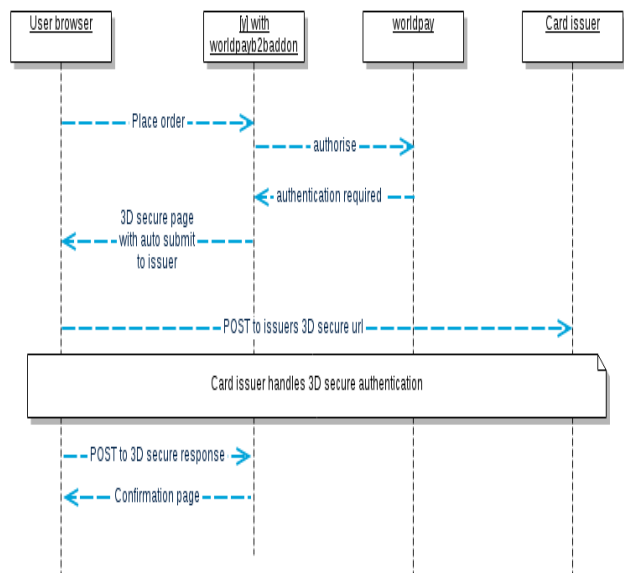 User browser
[y] with
worldpayb2baddon
worldpay
Card issuer
Place order
authorise
authentication required
3D secure page
with auto submit
to issuer
POST to issuers 3D secure url
Card issuer handles 3D secure authentication
POST to 3D secure response
Confirmation page